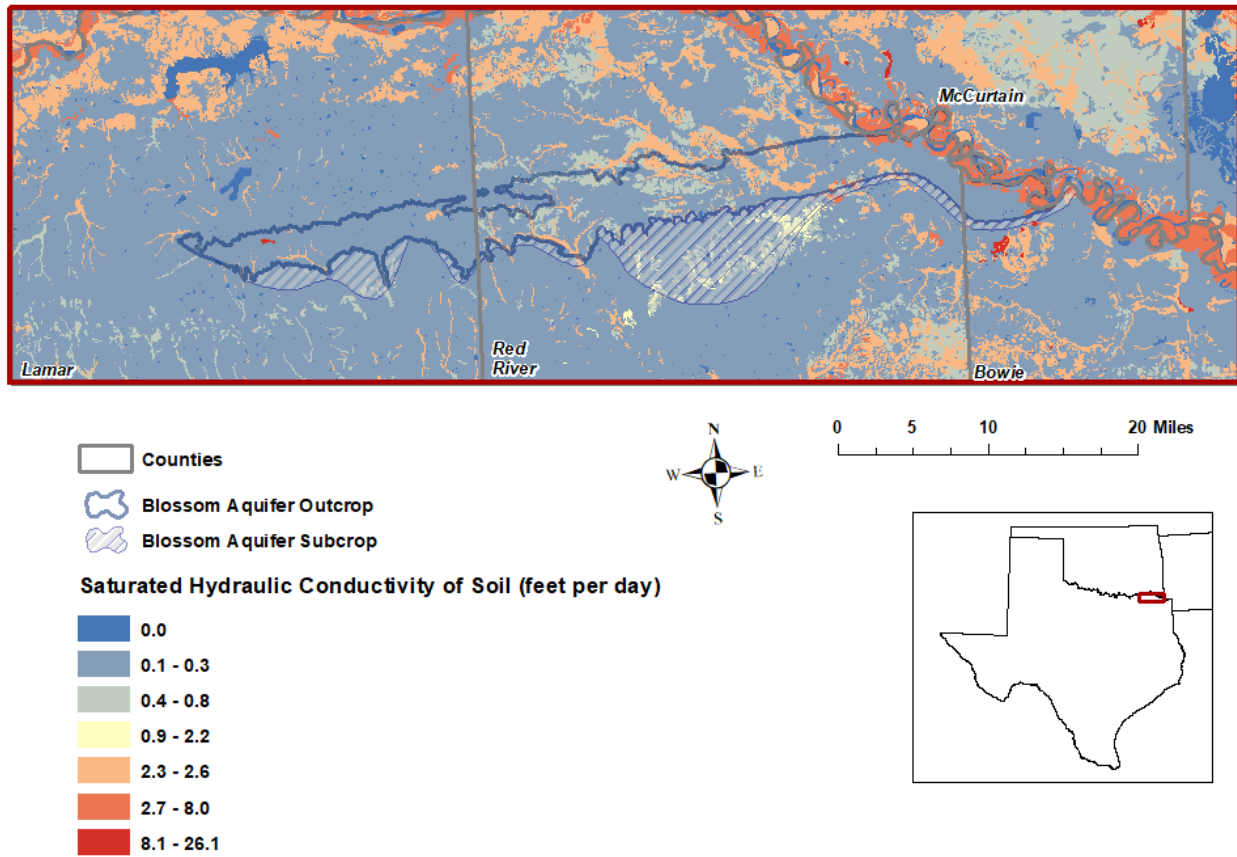 McCurtain
Lamar
Red
River
Bowie
Counties
Blossom Aquifer Outcrop
Blossom Aquifer Subcrop
Saturated Hydraulic Conductivity of Soil (feet per day)
0.0
0.1 - 0.3
0.4 - 0.8
0.9 - 2.2
2.3 - 2.6
2.7 - 8.0
8.1 - 26.1
N
W E
S
0 5 10 20 Miles